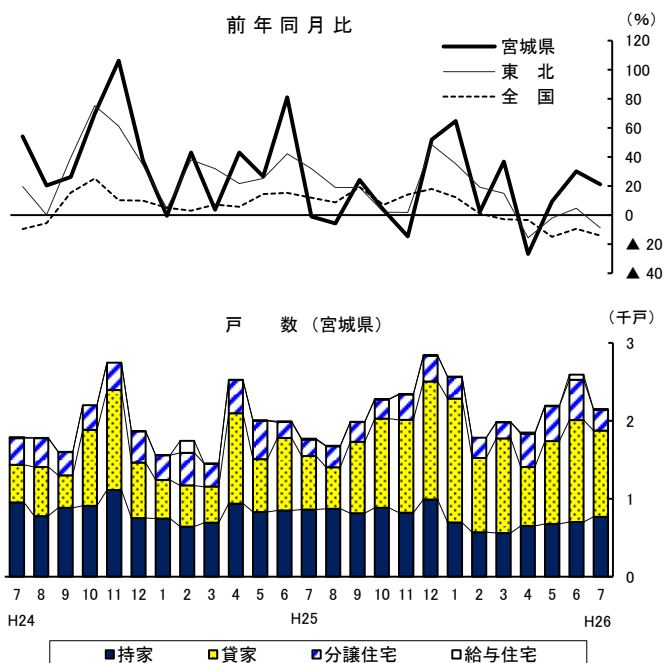 前年同月比
(%)
120
100
80
60
40
20
0
▲ 20
▲ 40
宮城県
東 北
全 国
戸 数（宮城県）
（千戸）
3
2
1
0
7 8 9 10 11 12 1 2 3 4 5 6 7 8 9 10 11 12 1 2 3 4 5 6 7
H24 H25 H26
持家 貸家 分譲住宅 給与住宅